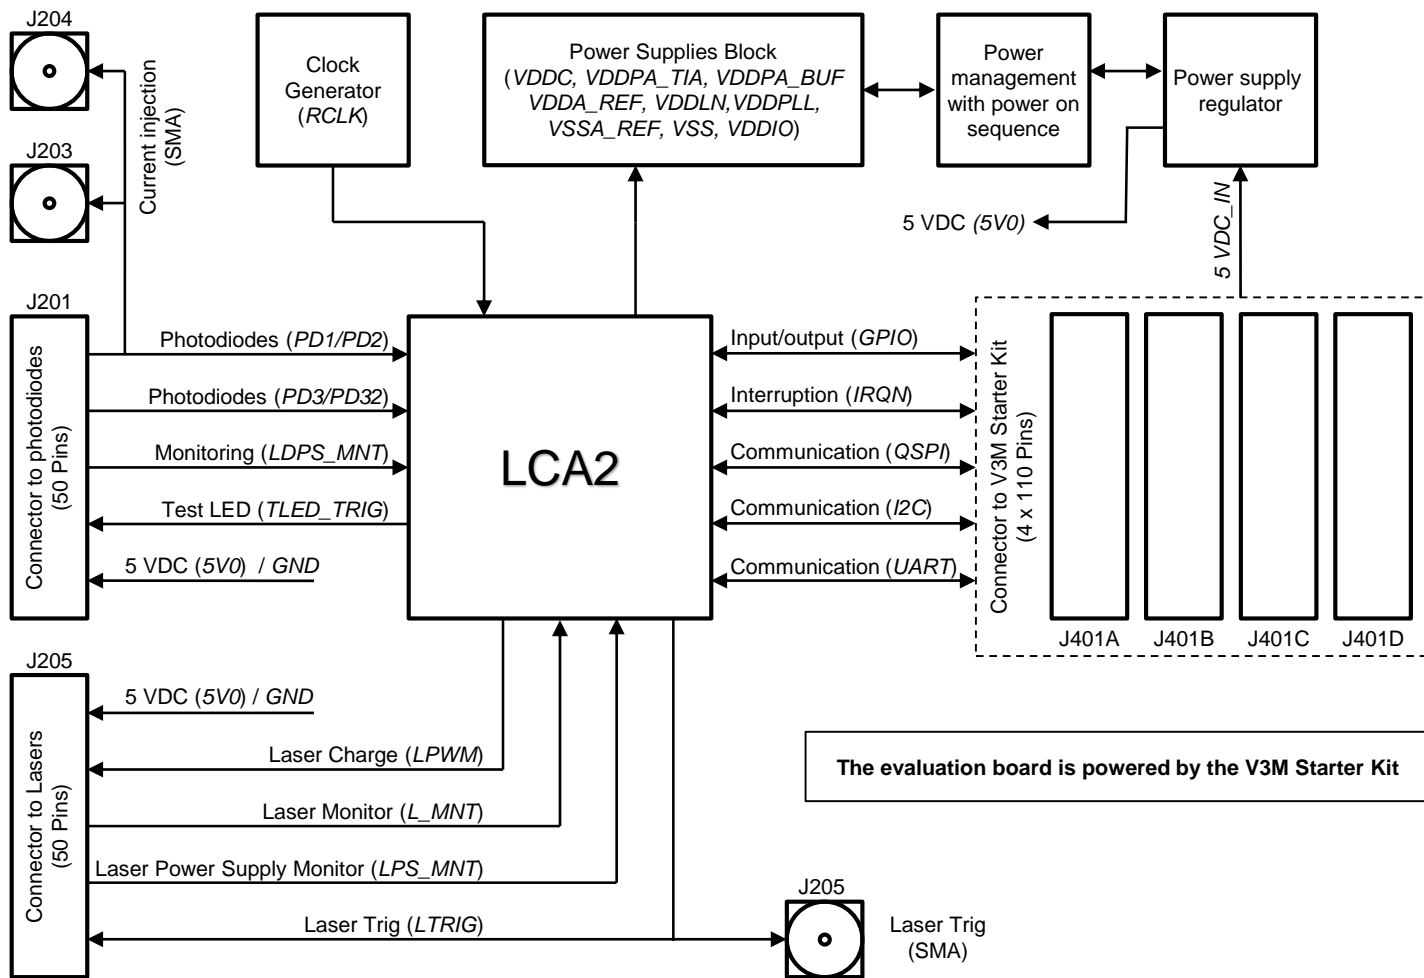 J204
J203
Current injection
(SMA)
Clock
Generator
(RCLK)
Power Supplies Block
(VDDC, VDDPA_TIA, VDDPA_BUF
VDDA_REF, VDDLN,VDDPLL,
VSSA_REF, VSS, VDDIO)
Power
management
with power on
sequence
Power supply
regulator
5 VDC (5V0)
5 VDC_IN
J201
Connector to photodiodes
(50 Pins)
Photodiodes (PD1/PD2)
Photodiodes (PD3/PD32)
Monitoring (LDPS_MNT)
Test LED (TLED_TRIG)
5 VDC (5V0) / GND
LCA2
Input/output (GPIO)
Interruption (IRQN)
Communication (QSPI)
Communication (I2C)
Communication (UART)
Connector to V3M Starter Kit
(4 x 110 Pins)
J401A
J401B
J401C
J401D
J205
Connector to Lasers
(50 Pins)
5 VDC (5V0) / GND
Laser Charge (LPWM)
Laser Monitor (L_MNT)
Laser Power Supply Monitor (LPS_MNT)
Laser Trig (LTRIG)
The evaluation board is powered by the V3M Starter Kit
J205
Laser Trig
(SMA)